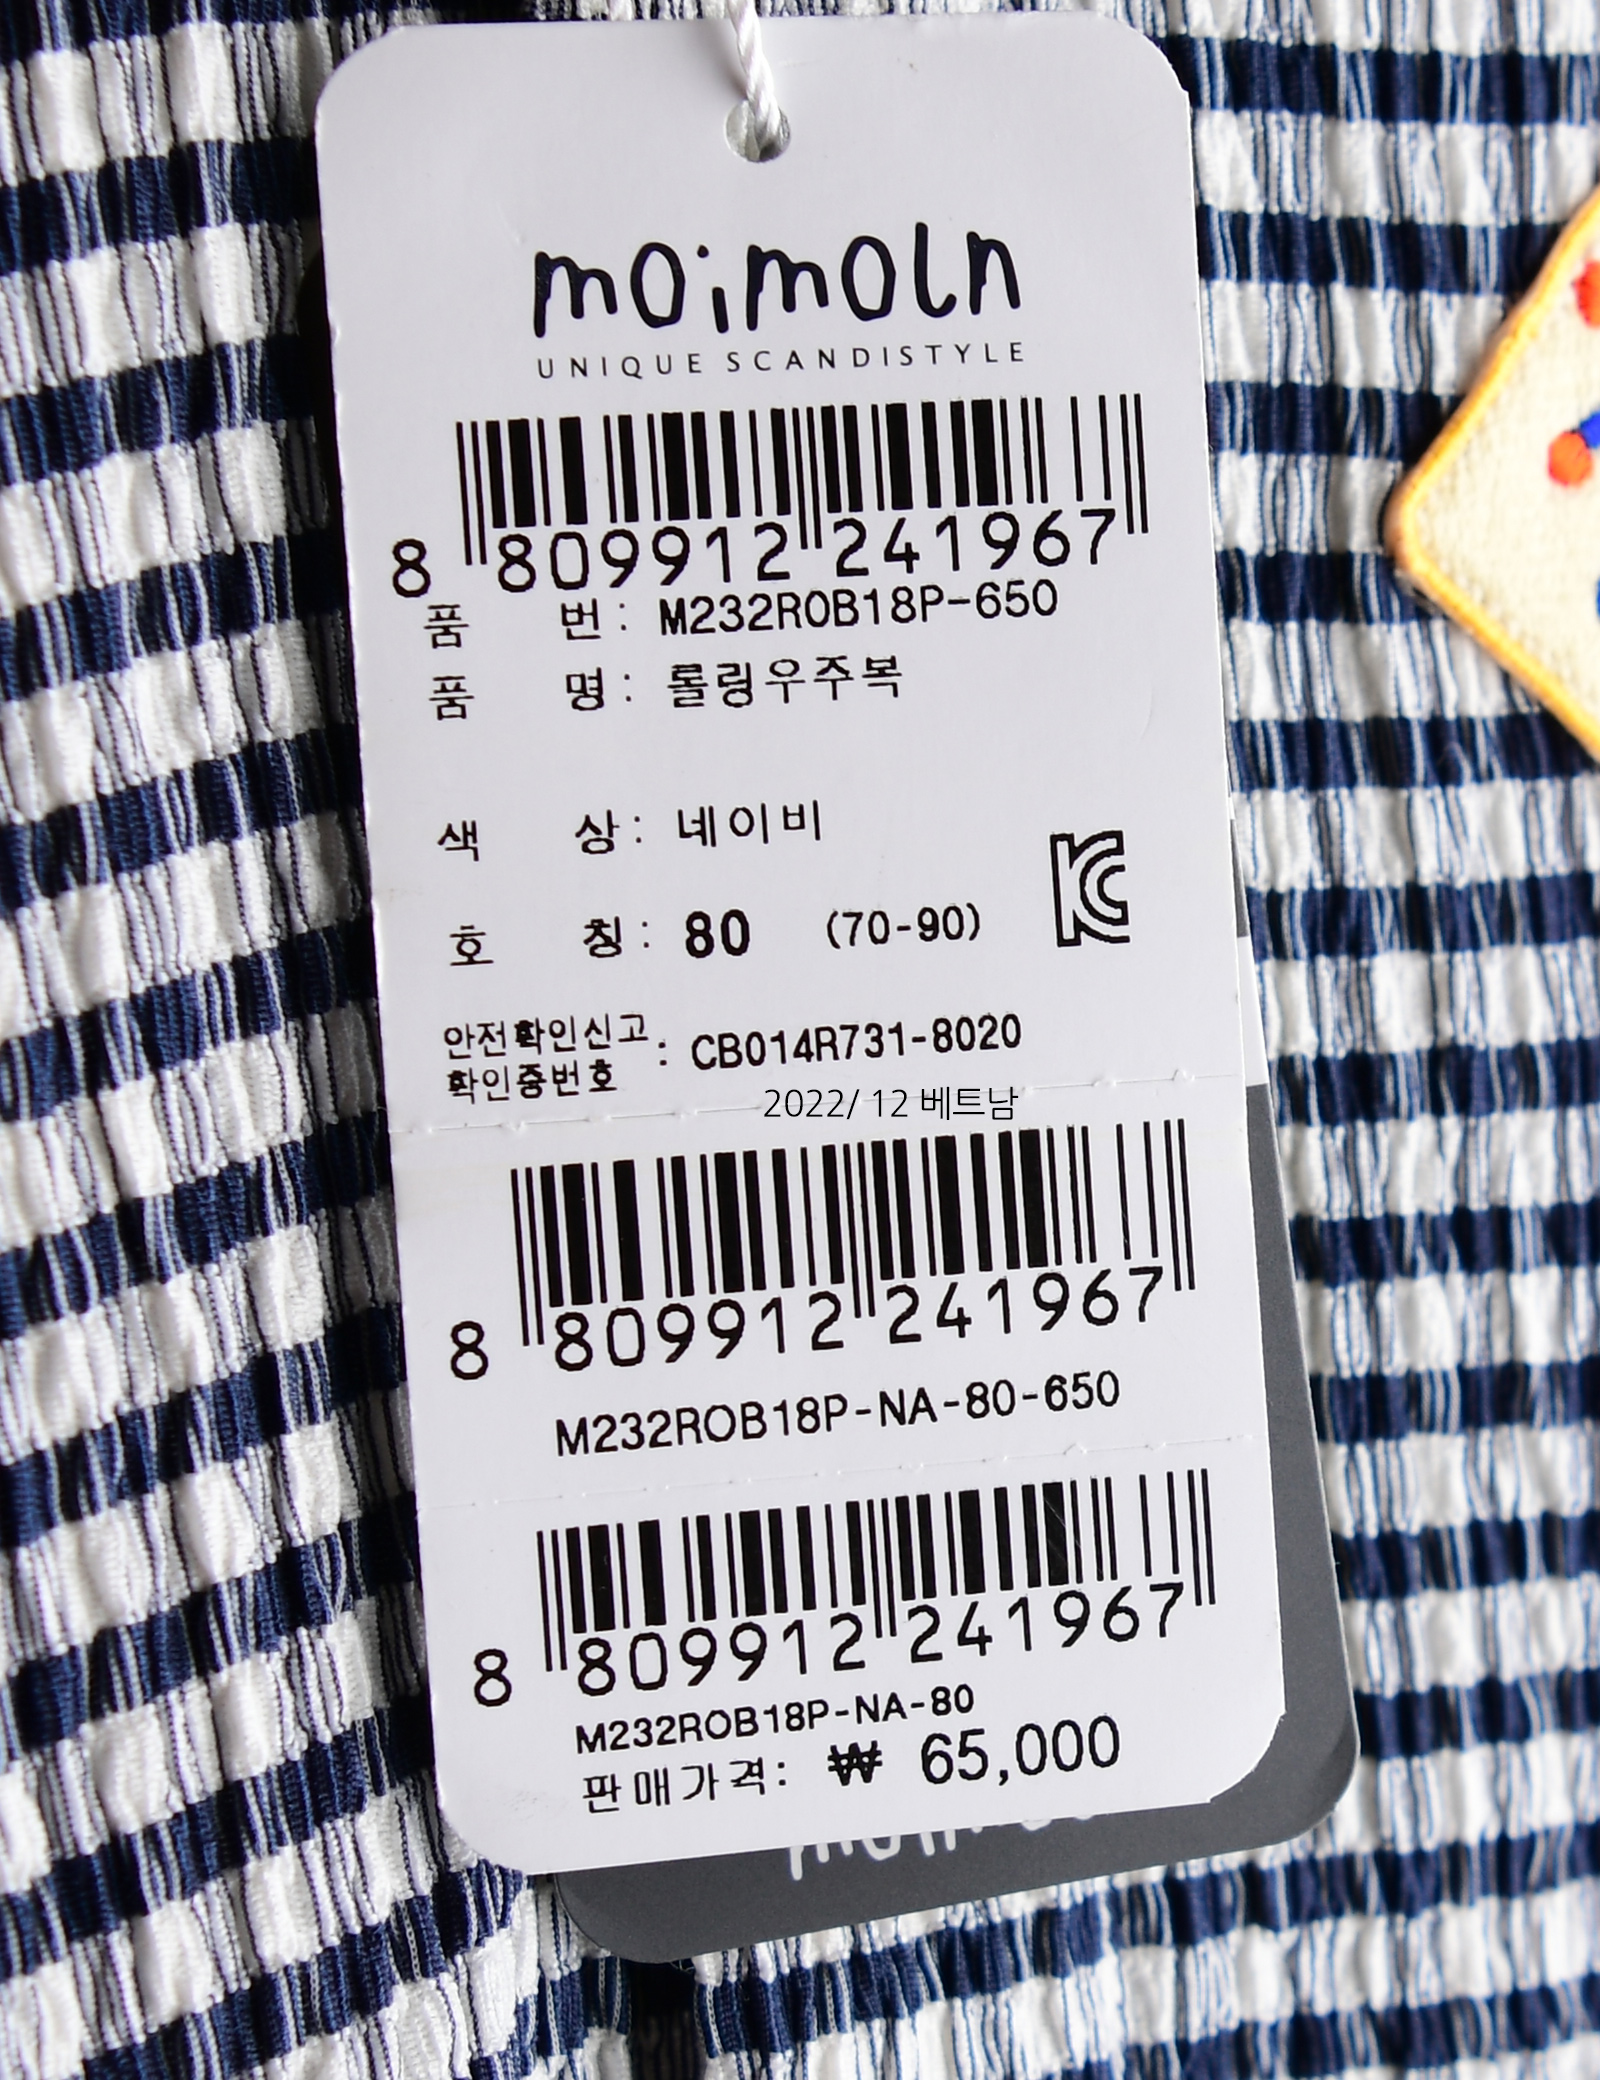 moimoln
UNIQUE SCANDISTYLE
8 809912 241967
품 번 : M232ROB18P-650
품 명 : 롤링우주복
색 상 : 네이비
호 칭 : 80 (70-90)
안전확인신고
확인증번호 : CB014R731-8020
2022/ 12 베트남
8 809912 241967
M232ROB18P-NA-80-650
8 809912 241967
M232ROB18P-NA-80
판매가격: ₩ 65,000